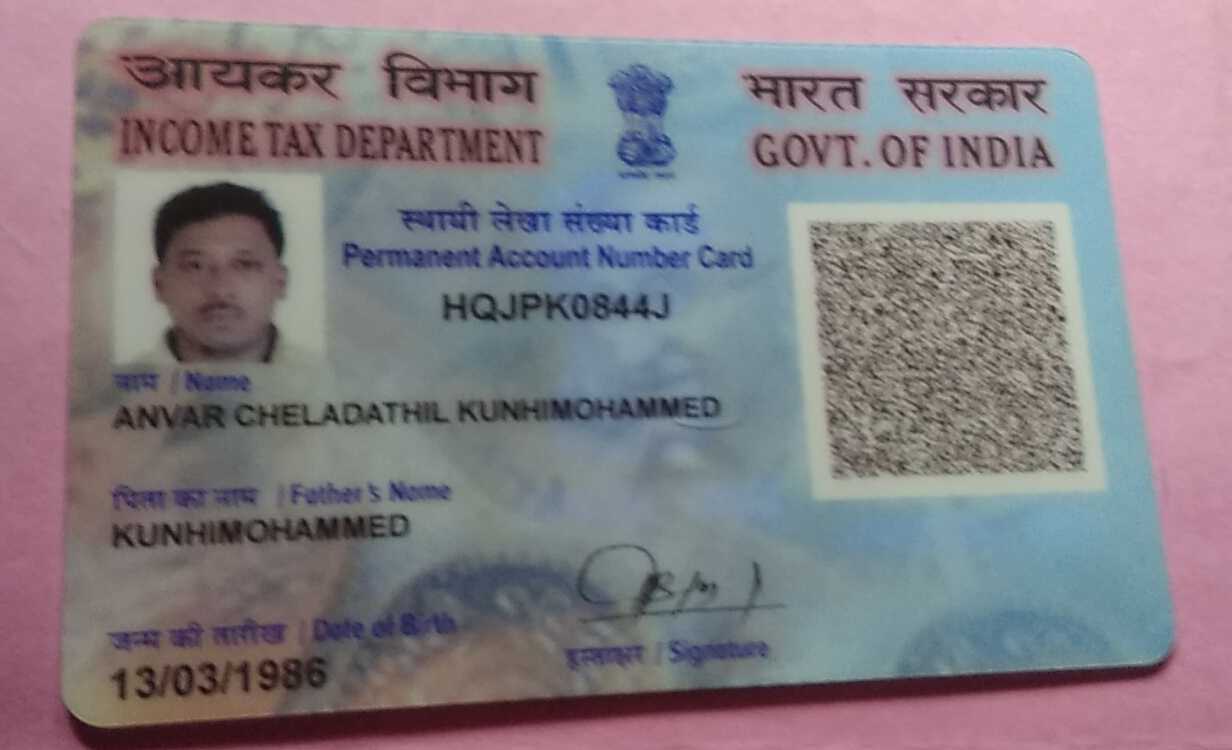 आयकर विभाग
INCOME TAX DEPARTMENT
भारत सरकार
GOVT. OF INDIA
स्थायी लेखा संख्या कार्ड
Permanent Account Number Card
HQJPK0844J
नाम / Name
ANVAR CHELADATHIL KUNHIMOHAMMED
पिता का नाम / Father's Name
KUNHIMOHAMMED
जन्म की तारीख / Date of Birth
13/03/1986
हस्ताक्षर / Signature